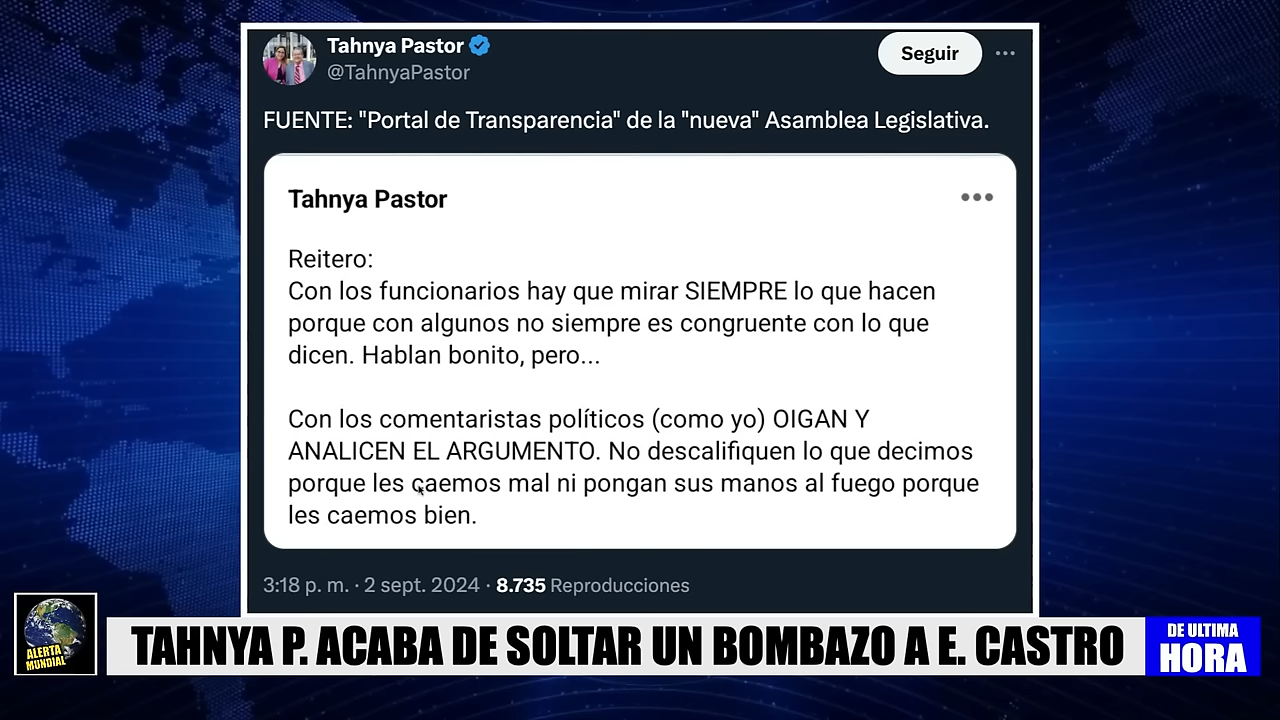 Tahnya Pastor
@TahnyaPastor
Seguir
FUENTE: "Portal de Transparencia" de la "nueva" Asamblea Legislativa.
Tahnya Pastor
Reitero:
Con los funcionarios hay que mirar SIEMPRE lo que hacen
porque con algunos no siempre es congruente con lo que
dicen. Hablan bonito, pero...
Con los comentaristas políticos (como yo) OIGAN Y
ANALICEN EL ARGUMENTO. No descalifiquen lo que decimos
porque les caemos mal ni pongan sus manos al fuego porque
les caemos bien.
3:18 p. m. · 2 sept. 2024 · 8.735 Reproducciones
ALERTA
MUNDIAL
TAHNYA P. ACABA DE SOLTAR UN BOMBAZO A E. CASTRO
DE ULTIMA
HORA